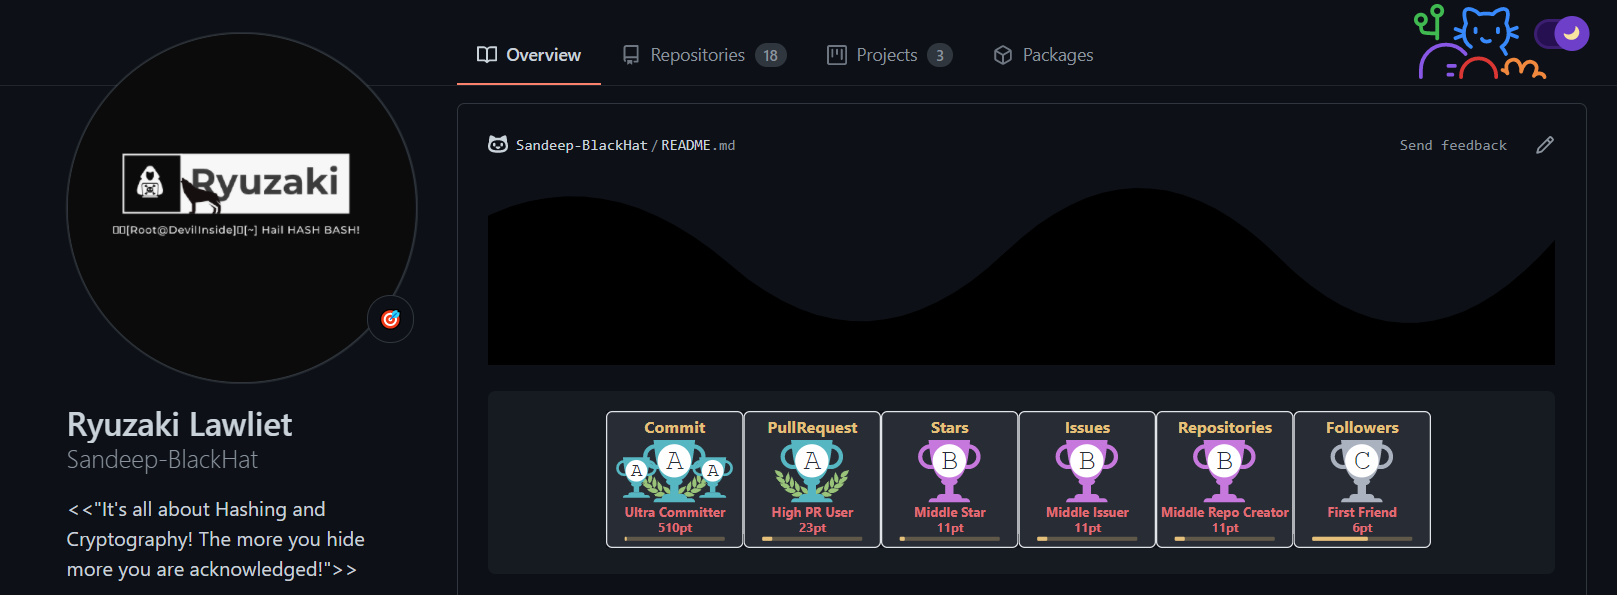 Overview
Repositories 18
Projects 3
Packages
Ryuzaki
[Root@DevilInside] [~] Hail HASH BASH!
Ryuzaki Lawliet
Sandeep-BlackHat
<<"It's all about Hashing and
Cryptography! The more you hide
more you are acknowledged!">>
Sandeep-BlackHat/README.md
Send feedback
Commit
A A A
Ultra Committer
510pt
PullRequest
A
High PR User
23pt
Stars
B
Middle Star
11pt
Issues
B
Middle Issuer
11pt
Repositories
B
Middle Repo Creator
11pt
Followers
C
First Friend
6pt